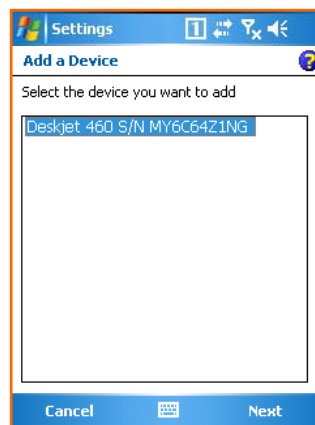 Settings 1
Add a Device ?
Select the device you want to add
Deskjet 460 S/N MY6C64Z1NG
Cancel Next